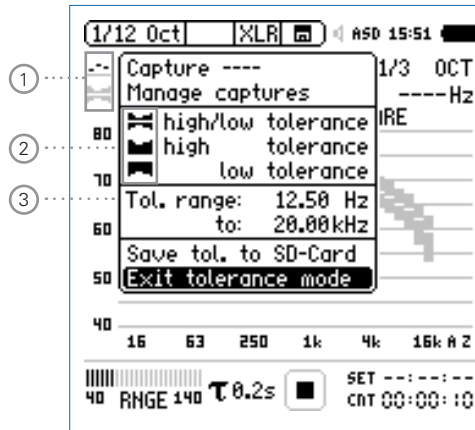 1/12 Oct XLR ASD 15:51
1
-·-
Capture ----
Manage captures
1/3 OCT
----Hz
IRE
2
high/low tolerance
high tolerance
low tolerance
3
Tol. range: 12.50 Hz
to: 20.00kHz
Save tol. to SD-Card
Exit tolerance mode
80
70
60
50
40
16 63 250 1k 4k 16k A Z
40 RNGE 140 τ 0.2s
SET --:--:--
CNT 00:00:10